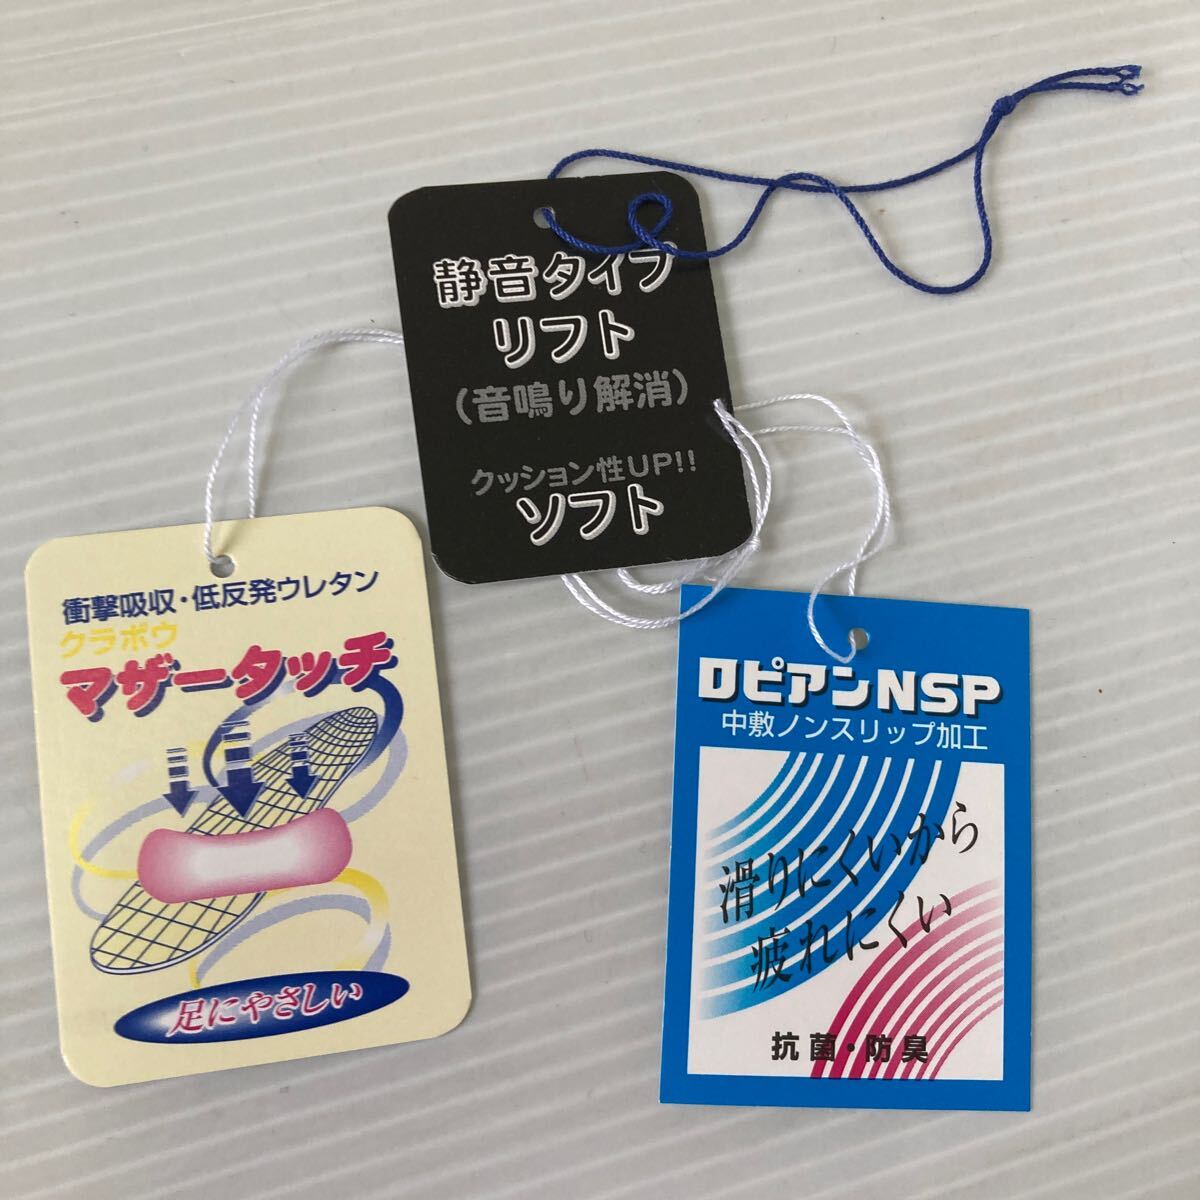 静音タイプ
リフト
（音鳴り解消）
クッション性UP!!
ソフト
衝撃吸収・低反発ウレタン
クラボウ
マザータッチ
足にやさしい
ロピアンNSP
中敷ノンスリップ加工
滑りにくいから
疲れにくい
抗菌・防臭